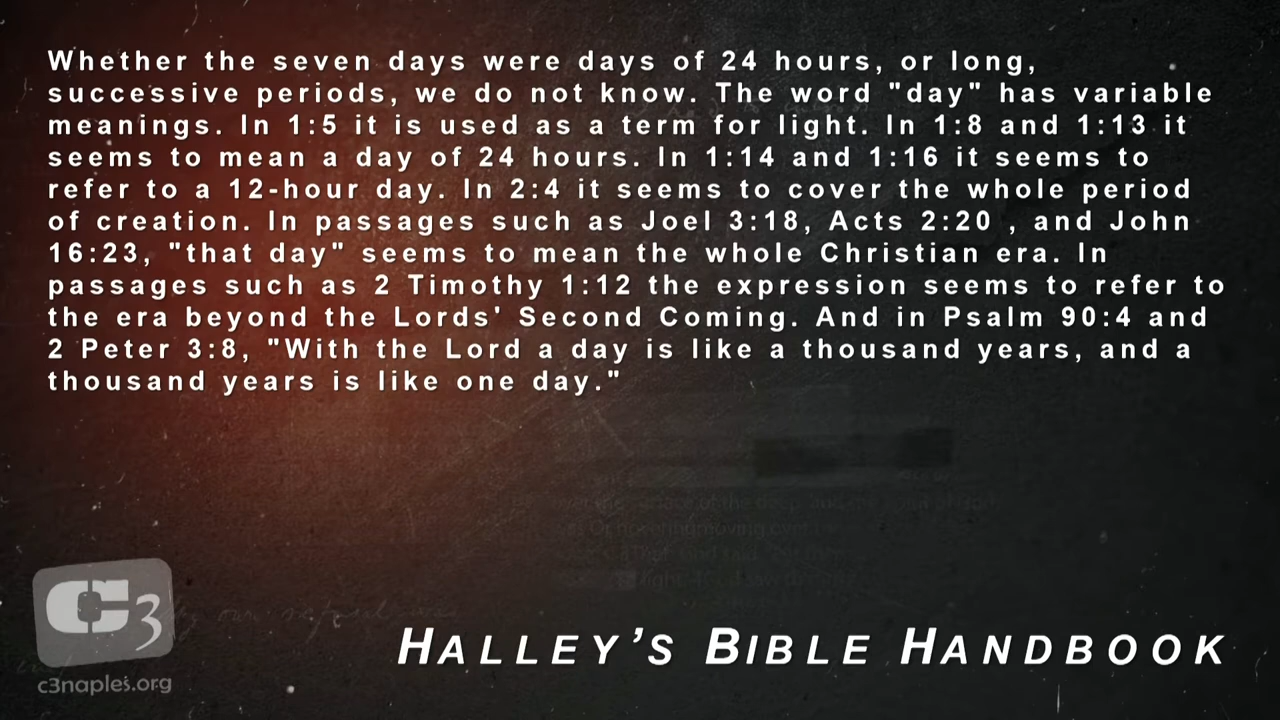 Whether the seven days were days of 24 hours, or long,
successive periods, we do not know. The word "day" has variable
meanings. In 1:5 it is used as a term for light. In 1:8 and 1:13 it
seems to mean a day of 24 hours. In 1:14 and 1:16 it seems to
refer to a 12-hour day. In 2:4 it seems to cover the whole period
of creation. In passages such as Joel 3:18, Acts 2:20 , and John
16:23, "that day" seems to mean the whole Christian era. In
passages such as 2 Timothy 1:12 the expression seems to refer to
the era beyond the Lords' Second Coming. And in Psalm 90:4 and
2 Peter 3:8, "With the Lord a day is like a thousand years, and a
thousand years is like one day."
C3
c3naples.org
HALLEY’S BIBLE HANDBOOK